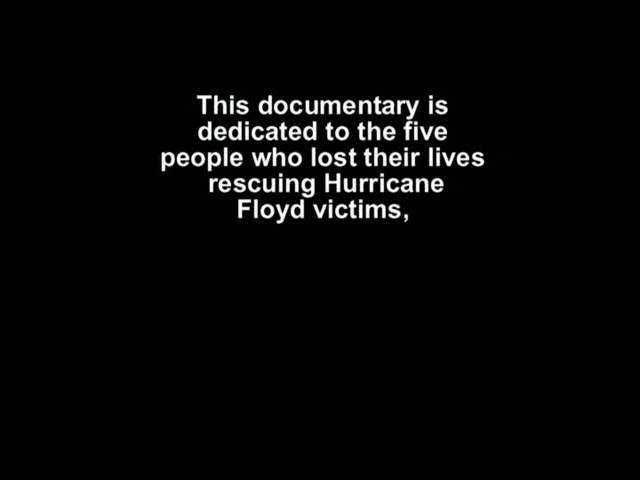 This documentary is
dedicated to the five
people who lost their lives
rescuing Hurricane
Floyd victims,